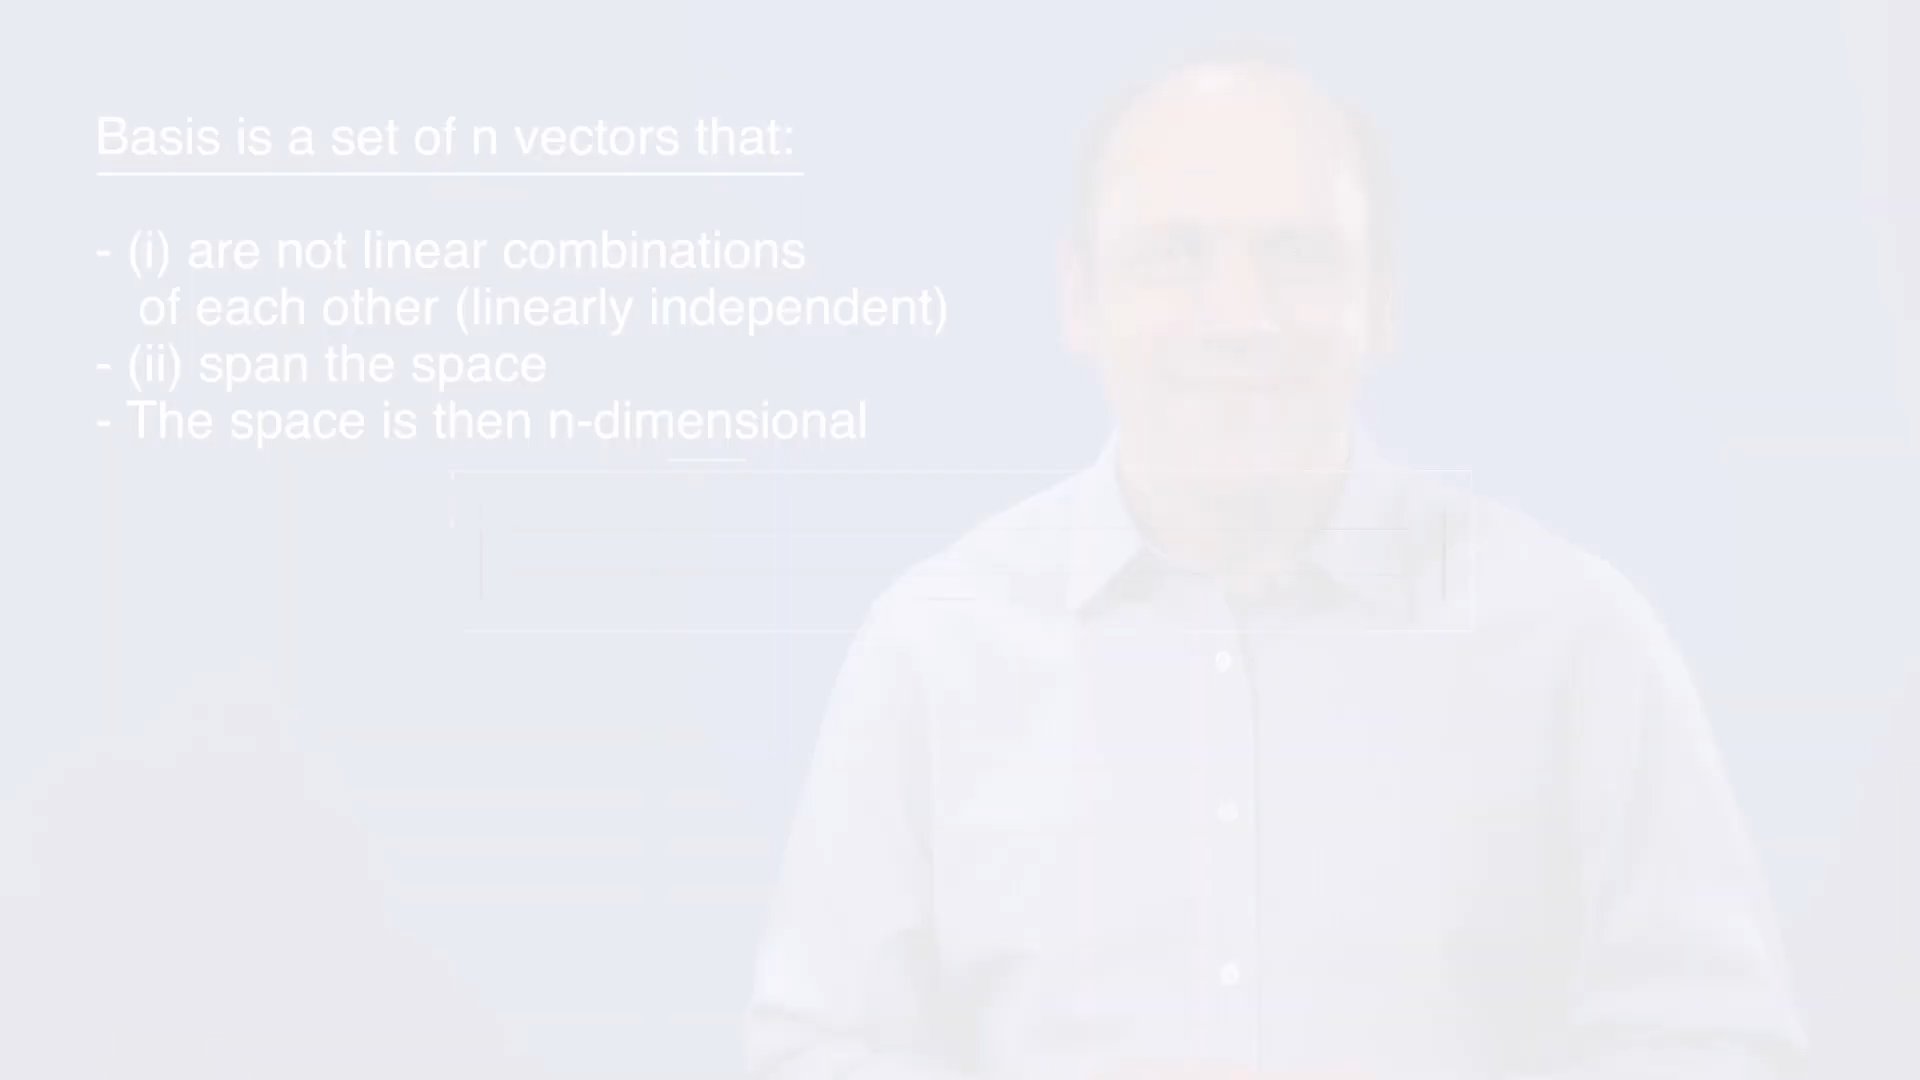 Basis is a set of n vectors that:
- (i) are not linear combinations
of each other (linearly independent)
- (ii) span the space
- The space is then n-dimensional